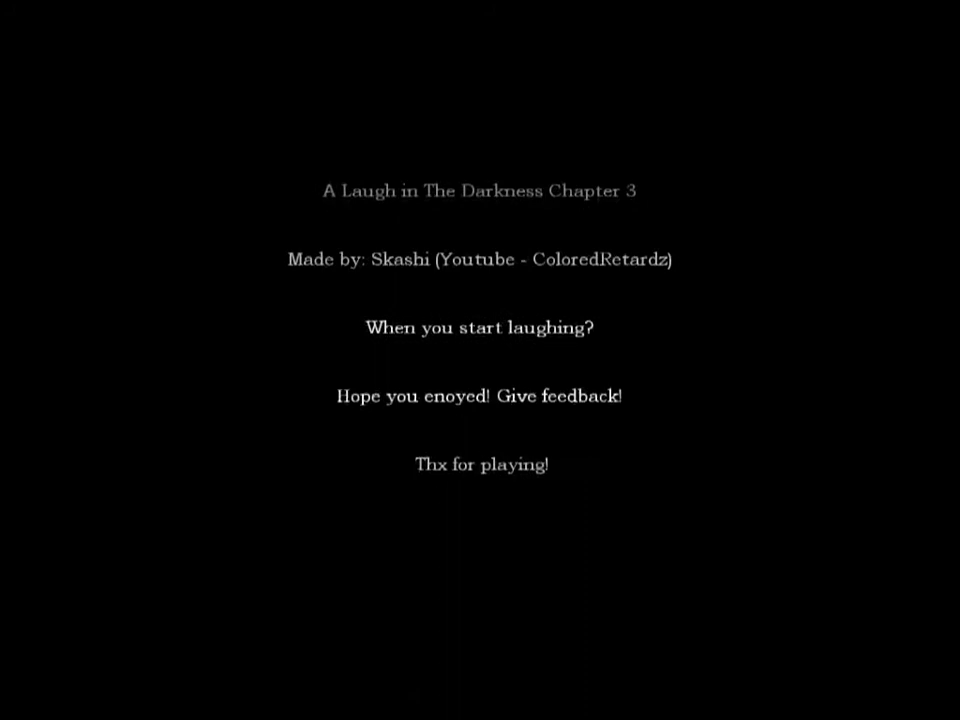 A Laugh in The Darkness Chapter 3
Made by: Skashi (Youtube - ColoredRetardz)
When you start laughing?
Hope you enoyed! Give feedback!
Thx for playing!